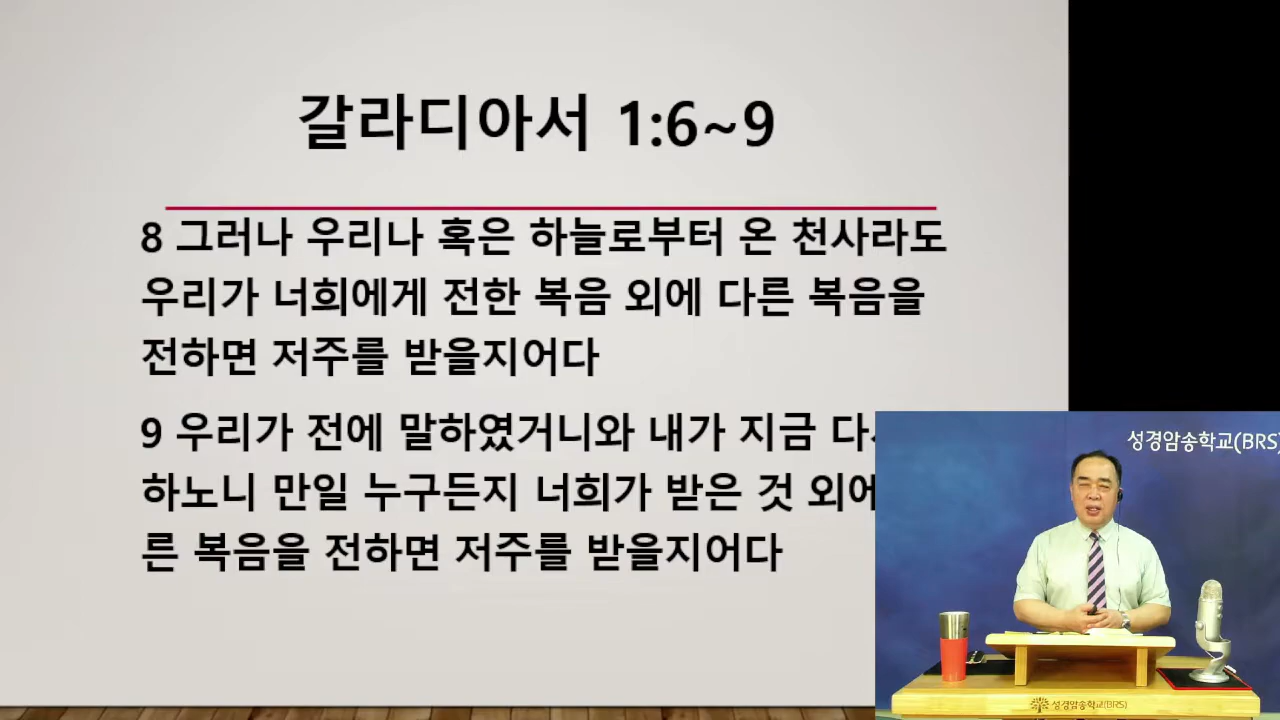 갈라디아서 1:6~9
8 그러나 우리나 혹은 하늘로부터 온 천사라도
우리가 너희에게 전한 복음 외에 다른 복음을
전하면 저주를 받을지어다
9 우리가 전에 말하였거니와 내가 지금
하노니 만일 누구든지 너희가 받은 것 외에
른 복음을 전하면 저주를 받을지어다
성경암송학교(BRS)
성경암송학교(BRS)